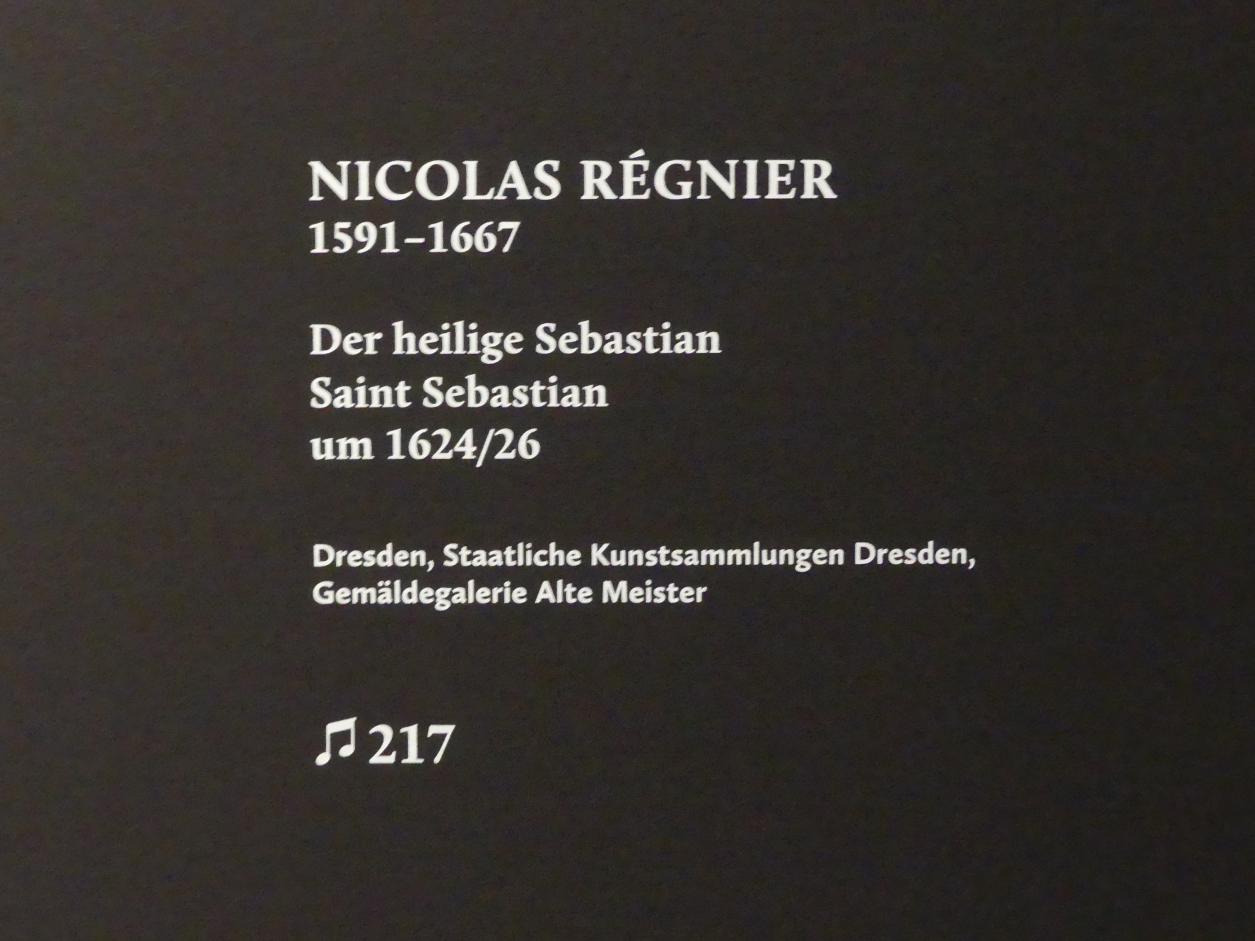 NICOLAS RÉGNIER
1591–1667
Der heilige Sebastian
Saint Sebastian
um 1624/26
Dresden, Staatliche Kunstsammlungen Dresden,
Gemäldegalerie Alte Meister
♫ 217